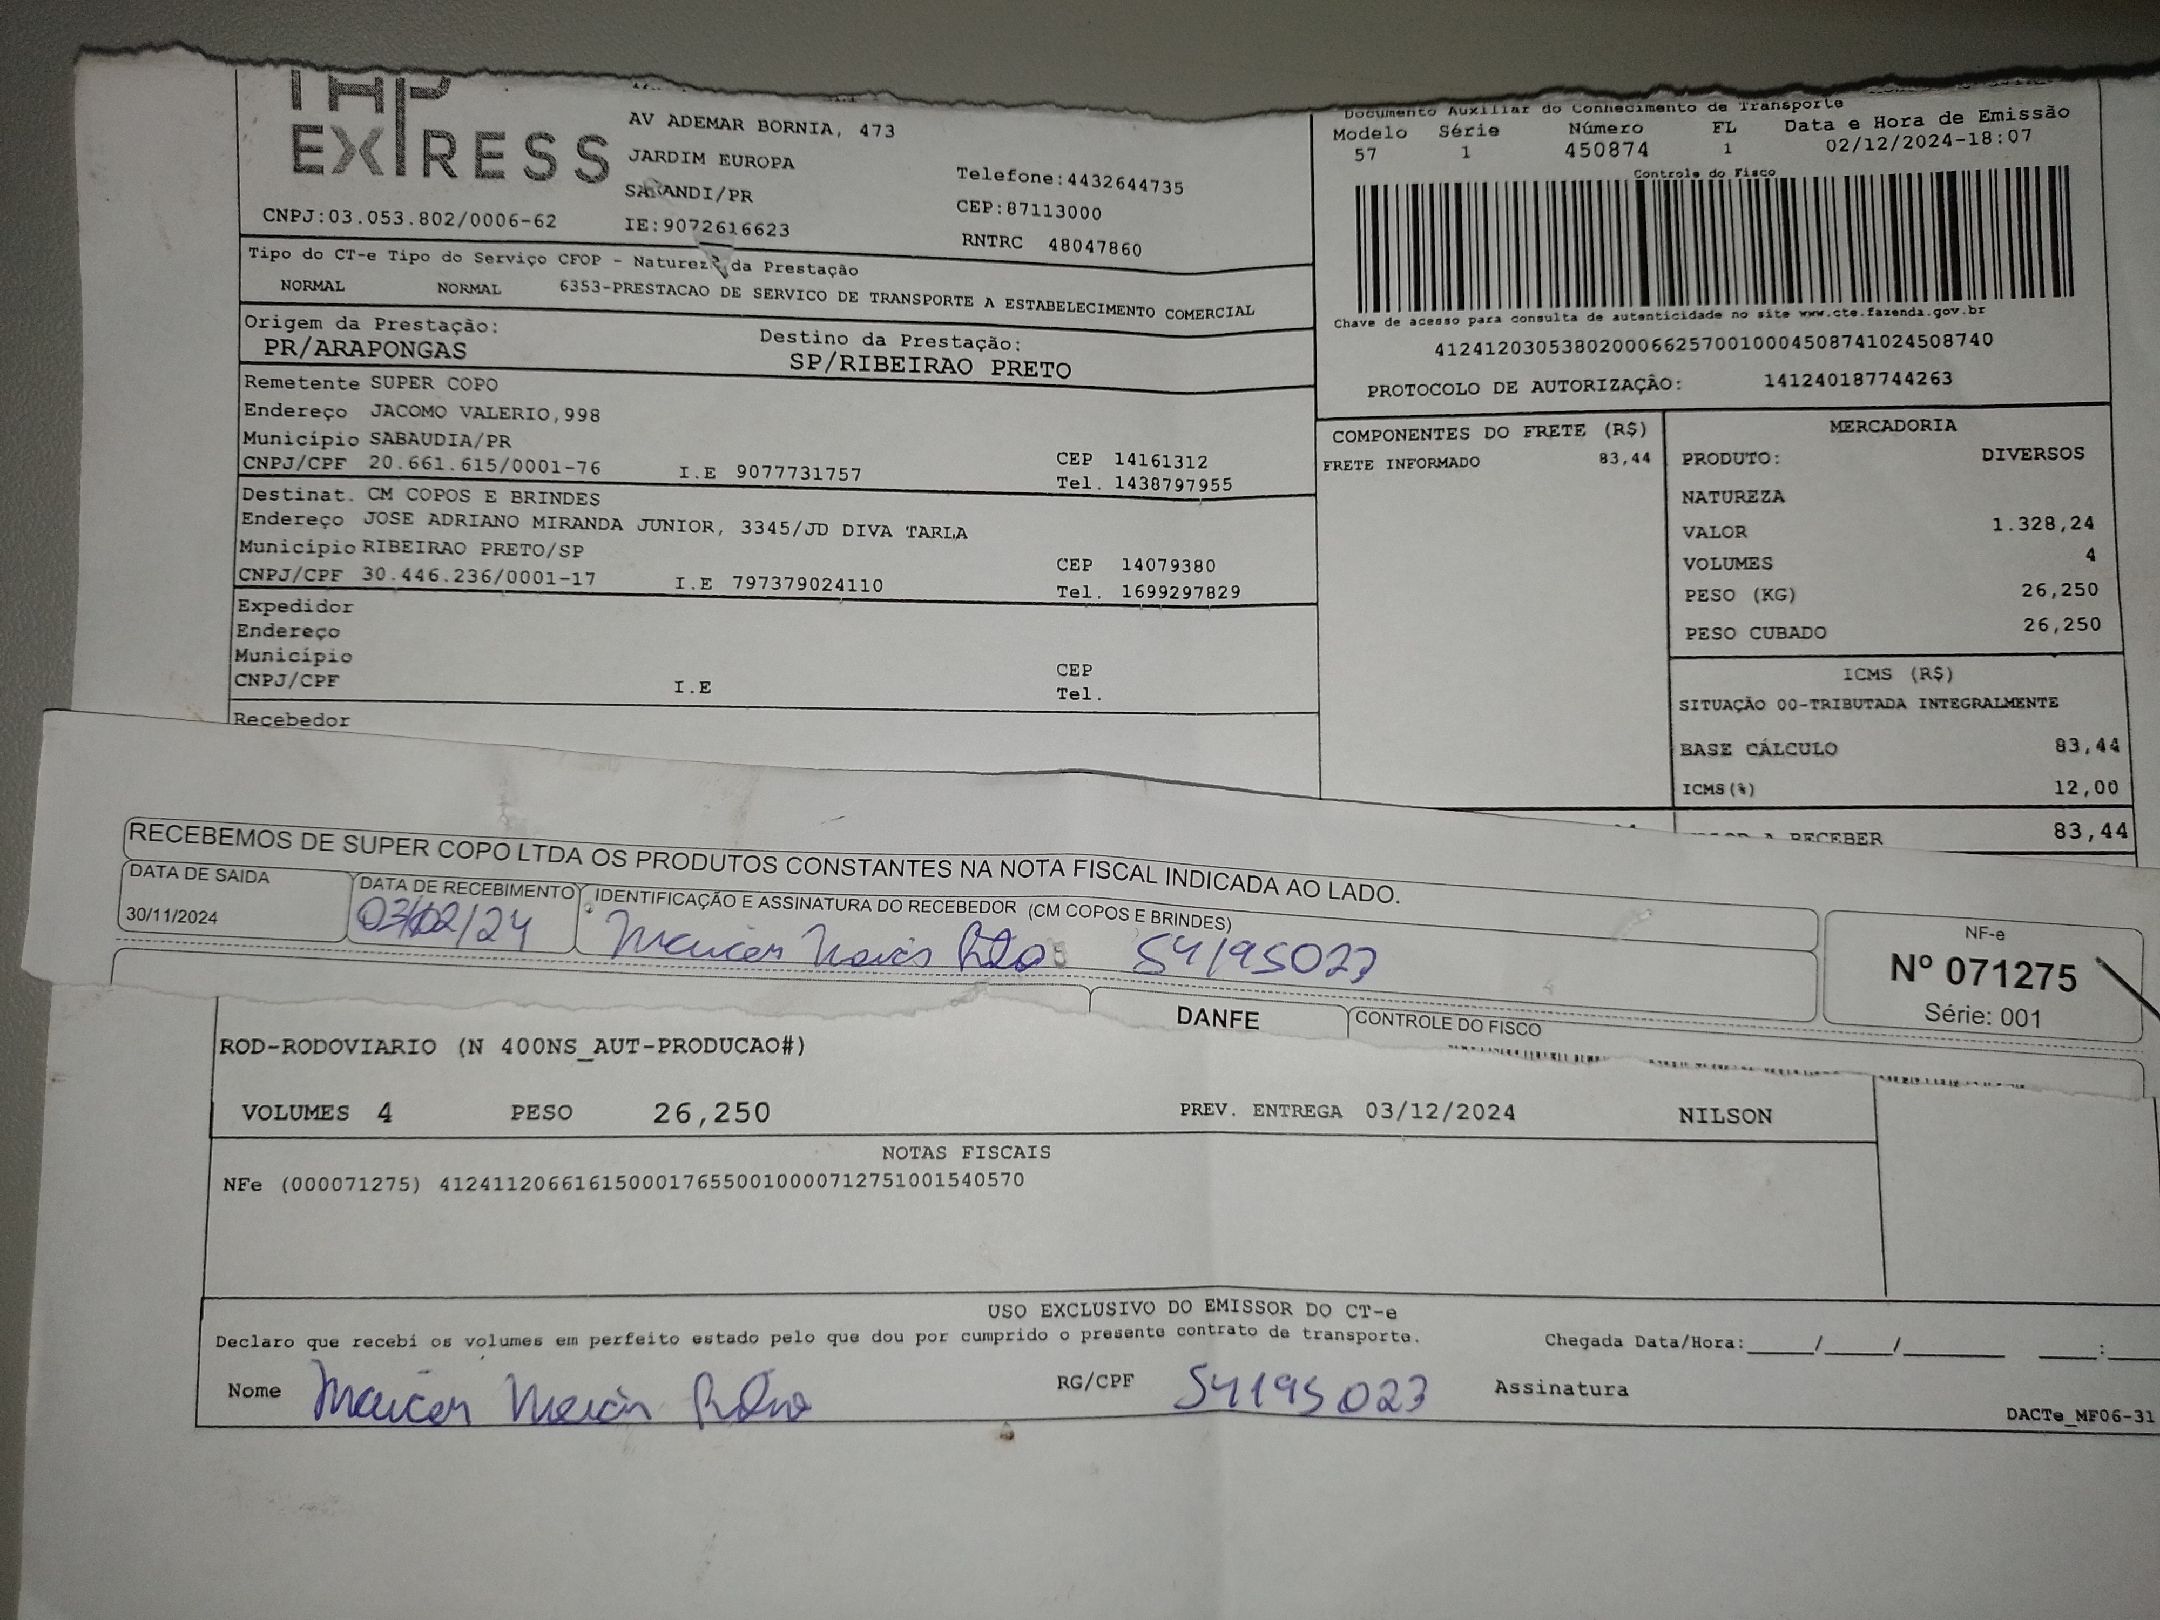 EXPRESS
AV ADEMAR BORNIA, 473
JARDIM EUROPA
SARANDI/PR
Telefone:4432644735
CEP:87113000
CNPJ:03.053.802/0006-62 IE:9072616623 RNTRC 48047860
Documento Auxiliar do Conhecimento de Transporte
Modelo Série Número FL Data e Hora de Emissão
57 1 450874 1 02/12/2024-18:07
Controle do Fisco
Chave de acesso para consulta de autenticidade no site www.cte.fazenda.gov.br
41241203053802000662570010004508741024508740
PROTOCOLO DE AUTORIZAÇÃO: 141240187744263
Tipo do CT-e Tipo do Serviço CFOP - Natureza da Prestação
NORMAL NORMAL 6353-PRESTACAO DE SERVICO DE TRANSPORTE A ESTABELECIMENTO COMERCIAL
Origem da Prestação: Destino da Prestação:
PR/ARAPONGAS SP/RIBEIRAO PRETO
Remetente SUPER COPO
Endereço JACOMO VALERIO,998
Município SABAUDIA/PR CEP 14161312
CNPJ/CPF 20.661.615/0001-76 I.E 9077731757 Tel. 1438797955
Destinat. CM COPOS E BRINDES
Endereço JOSE ADRIANO MIRANDA JUNIOR, 3345/JD DIVA TARLA
Município RIBEIRAO PRETO/SP CEP 14079380
CNPJ/CPF 30.446.236/0001-17 I.E 797379024110 Tel. 1699297829
Expedidor
Endereço
Município CEP
CNPJ/CPF I.E Tel.
Recebedor
COMPONENTES DO FRETE (R$)
FRETE INFORMADO 83,44
MERCADORIA
PRODUTO: DIVERSOS
NATUREZA
VALOR 1.328,24
VOLUMES 4
PESO (KG) 26,250
PESO CUBADO 26,250
ICMS (R$)
SITUAÇÃO 00-TRIBUTADA INTEGRALMENTE
BASE CÁLCULO 83,44
ICMS(%) 12,00
A RECEBER 83,44
RECEBEMOS DE SUPER COPO LTDA OS PRODUTOS CONSTANTES NA NOTA FISCAL INDICADA AO LADO.
DATA DE SAIDA DATA DE RECEBIMENTO IDENTIFICAÇÃO E ASSINATURA DO RECEBEDOR (CM COPOS E BRINDES)
30/11/2024 54195023
NF-e
Nº 071275
Série: 001
DANFE CONTROLE DO FISCO
ROD-RODOVIARIO (N 400NS_AUT-PRODUCAO#)
VOLUMES 4 PESO 26,250 PREV. ENTREGA 03/12/2024 NILSON
NOTAS FISCAIS
NFe (000071275) 41241120661615000176550010000712751001540570
USO EXCLUSIVO DO EMISSOR DO CT-e
Declaro que recebi os volumes em perfeito estado pelo que dou por cumprido o presente contrato de transporte. Chegada Data/Hora:_____/_____/________ ____:____
Nome RG/CPF 54195023 Assinatura
DACTe_MF06-31